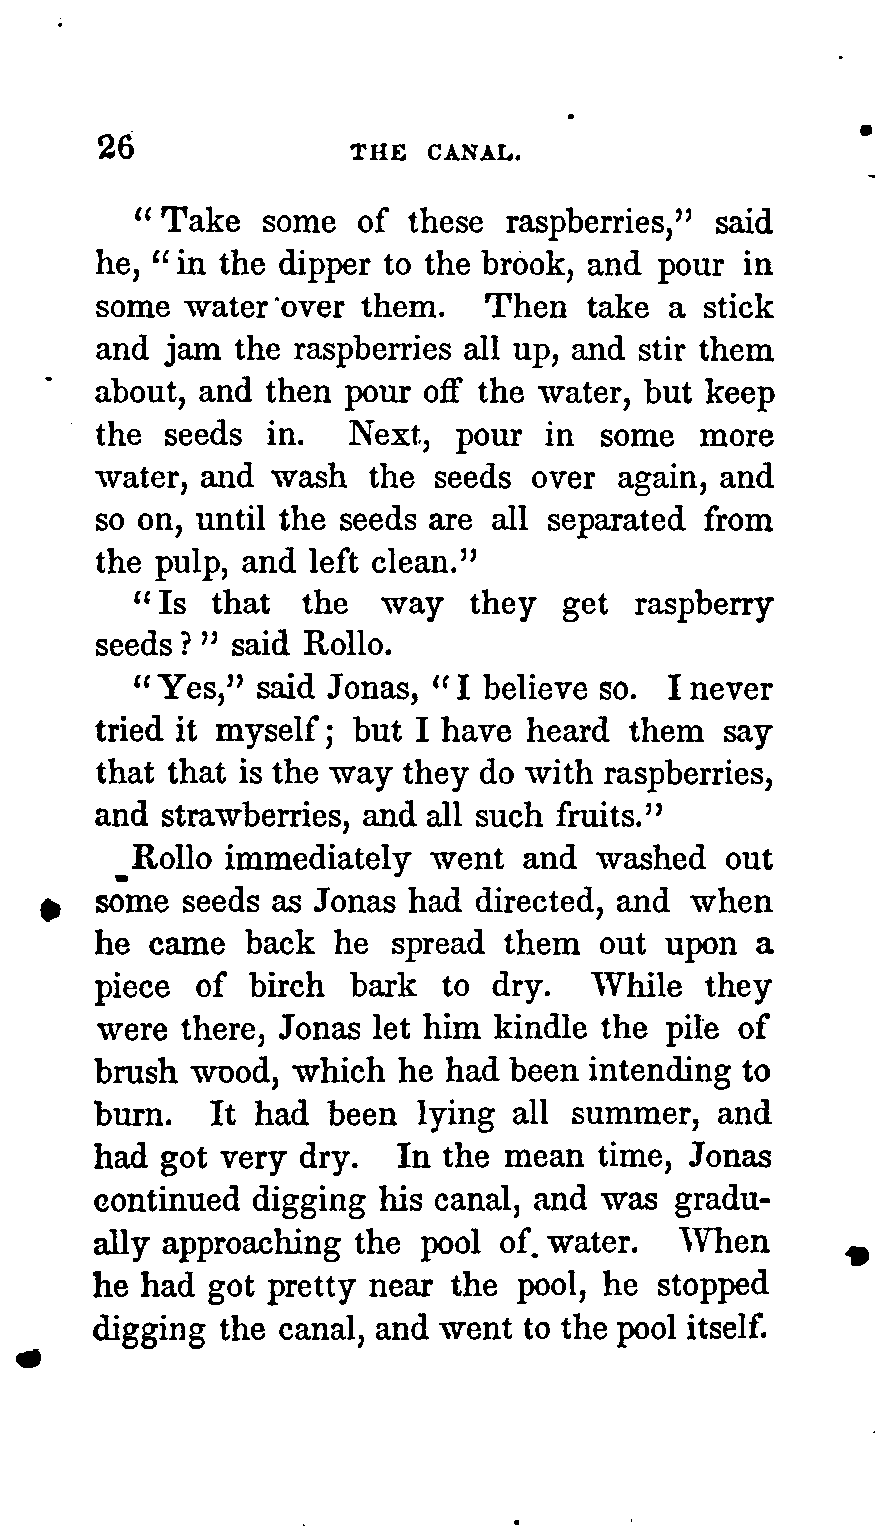 26 THE CANAL.
“Take some of these raspberries,” said
he, “in the dipper to the brook, and pour in
some water over them. Then take a stick
and jam the raspberries all up, and stir them
about, and then pour off the water, but keep
the seeds in. Next, pour in some more
water, and wash the seeds over again, and
so on, until the seeds are all separated from
the pulp, and left clean.”
“Is that the way they get raspberry
seeds?” said Rollo.
“Yes,” said Jonas, “I believe so. I never
tried it myself; but I have heard them say
that that is the way they do with raspberries,
and strawberries, and all such fruits.”
Rollo immediately went and washed out
some seeds as Jonas had directed, and when
he came back he spread them out upon a
piece of birch bark to dry. While they
were there, Jonas let him kindle the pile of
brush wood, which he had been intending to
burn. It had been lying all summer, and
had got very dry. In the mean time, Jonas
continued digging his canal, and was gradu-
ally approaching the pool of water. When
he had got pretty near the pool, he stopped
digging the canal, and went to the pool itself.